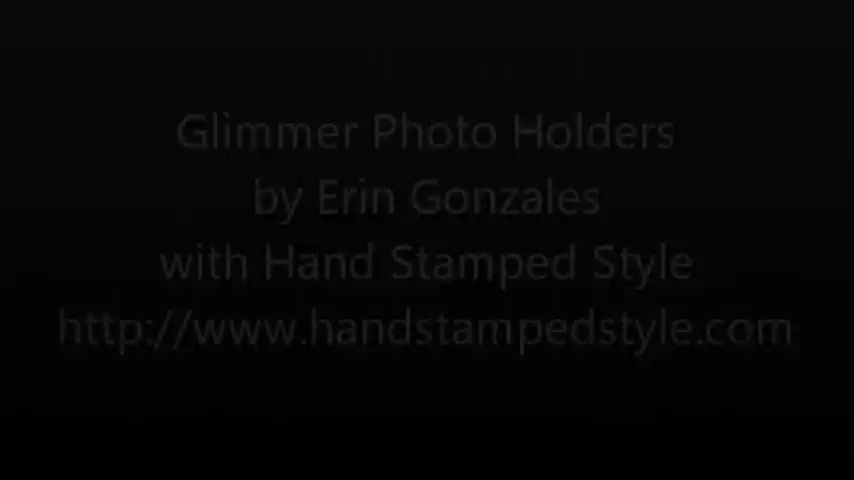 Glimmer Photo Holders
by Erin Gonzales
with Hand Stamped Style
http://www.handstampedstyle.com